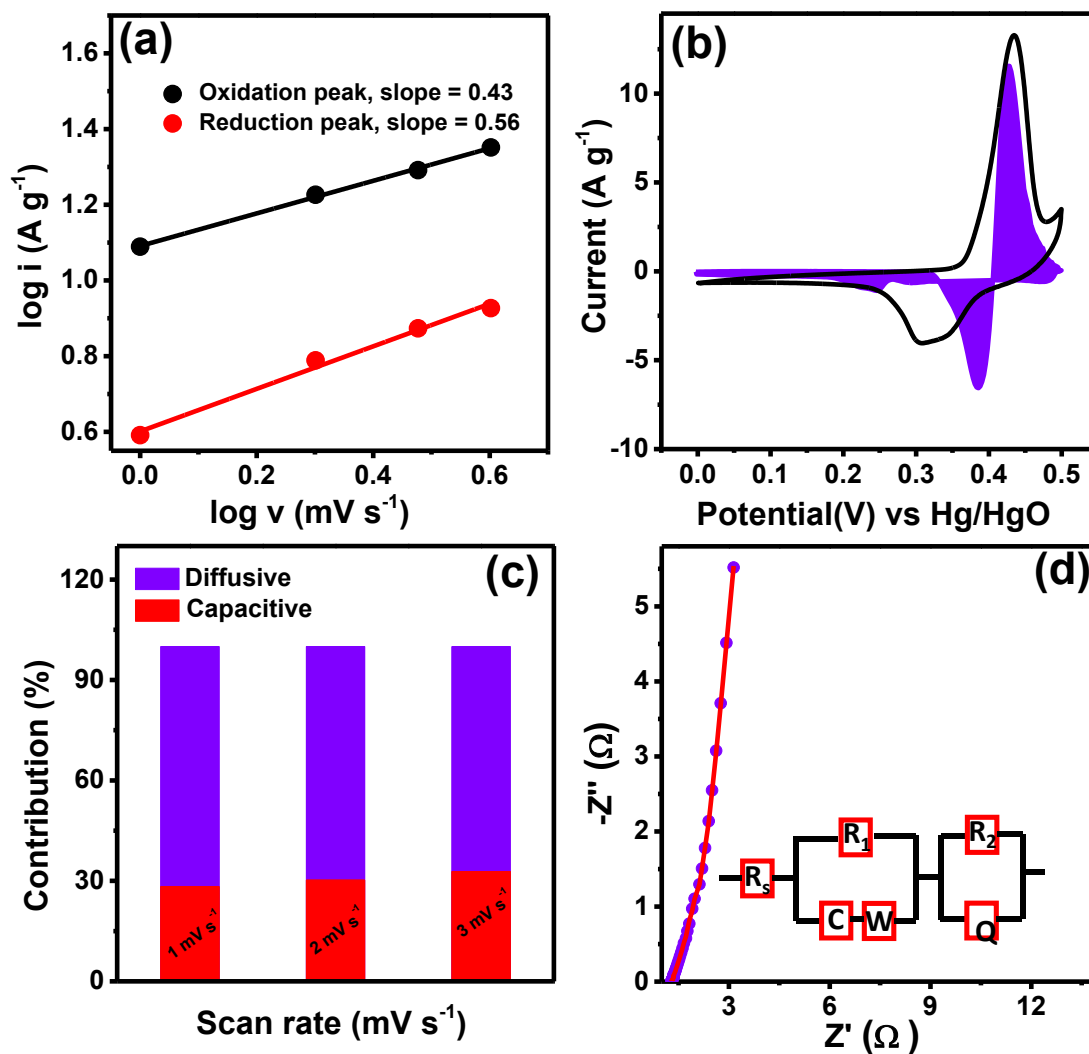 (a)
1.6
1.4
1.2
1.0
0.8
0.6
log i (A g⁻¹)
Oxidation peak, slope = 0.43
Reduction peak, slope = 0.56
0.0 0.2 0.4 0.6
log v (mV s⁻¹)
(b)
10
5
0
-5
-10
Current (A g⁻¹)
0.0 0.1 0.2 0.3 0.4 0.5
Potential(V) vs Hg/HgO
(c)
120
90
60
30
0
Contribution (%)
Diffusive
Capacitive
1 mV s⁻¹
2 mV s⁻¹
3 mV s⁻¹
Scan rate (mV s⁻¹)
(d)
5
4
3
2
1
0
-Z'' (Ω)
R₁
R₂
Rₛ
C W
Q
3 6 9 12
Z' (Ω)